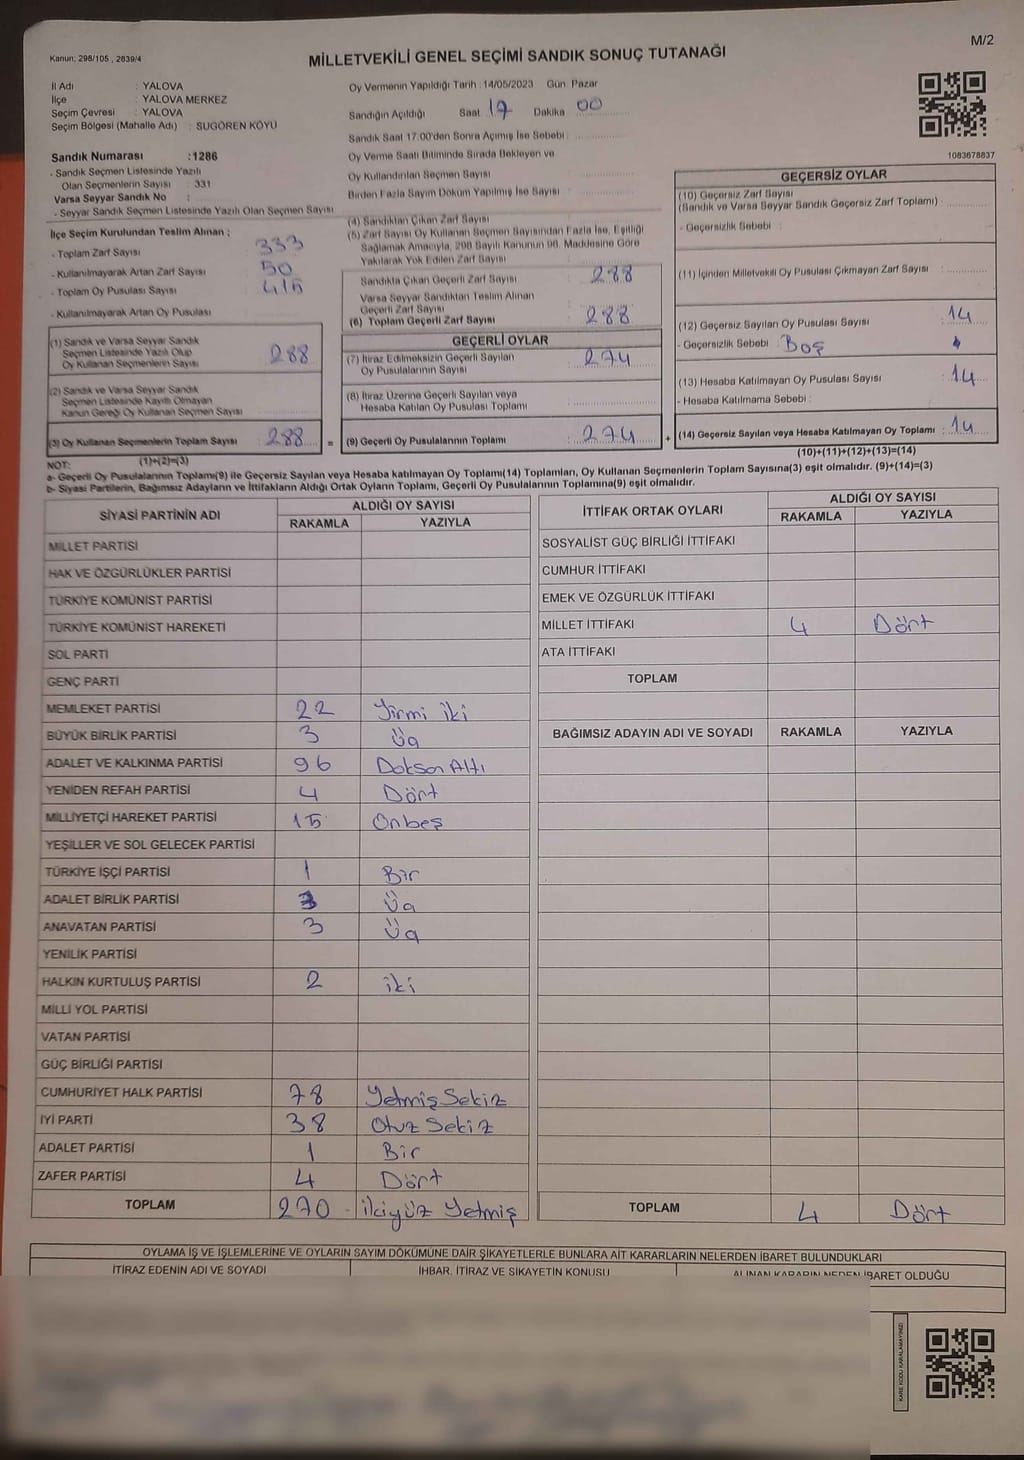 M/2
Kanun; 298/105 , 2839/4
MİLLETVEKİLİ GENEL SEÇİMİ SANDIK SONUÇ TUTANAĞI
İl Adı : YALOVA
İlçe : YALOVA MERKEZ
Seçim Çevresi : YALOVA
Seçim Bölgesi (Mahalle Adı) : SUGÖREN KÖYÜ
Sandık Numarası :1286
- Sandık Seçmen Listesinde Yazılı
Olan Seçmenlerin Sayısı : 331
Varsa Seyyar Sandık No :
- Seyyar Sandık Seçmen Listesinde Yazılı Olan Seçmen Sayısı
İlçe Seçim Kurulundan Teslim Alınan ;
- Toplam Zarf Sayısı 333
- Kullanılmayarak Artan Zarf Sayısı 50
- Toplam Oy Pusulası Sayısı 415
- Kullanılmayarak Artan Oy Pusulası
(1) Sandık ve Varsa Seyyar Sandık
Seçmen Listesinde Yazılı Olup
Oy Kullanan Seçmenlerin Sayısı 288
(2) Sandık ve Varsa Seyyar Sandık
Seçmen Listesinde Kayıtlı Olmayan
Kanun Gereği Oy Kullanan Seçmen Sayısı
(3) Oy Kullanan Seçmenlerin Toplam Sayısı : 288
(1)+(2)=(3)
Oy Vermenin Yapıldığı Tarih : 14/05/2023 Gün: Pazar
Sandığın Açıldığı Saat 17 Dakika 00
Sandık Saat 17:00'den Sonra Açımış İse Sebebi :
Oy Verme Saati Bitiminde Sırada Bekleyen ve
Oy Kullandırılan Seçmen Sayısı
Birden Fazla Sayım Döküm Yapılmış İse Sayısı
(4) Sandıktan Çıkan Zarf Sayısı
(5) Zarf Sayısı Oy Kullanan Seçmen Sayısından Fazla İse, Eşitliği
Sağlamak Amacıyla, 298 Sayılı Kanunun 98. Maddesine Göre
Yakılarak Yok Edilen Zarf Sayısı
Sandıkta Çıkan Geçerli Zarf Sayısı : 288
Varsa Seyyar Sandıktan Teslim Alınan
Geçerli Zarf Sayısı
(6) Toplam Geçerli Zarf Sayısı : 288
GEÇERLİ OYLAR
(7) İtiraz Edilmeksizin Geçerli Sayılan
Oy Pusulalarının Sayısı : 274
(8) İtiraz Üzerine Geçerli Sayılan veya
Hesaba Katılan Oy Pusulası Toplamı
= (9) Geçerli Oy Pusulalarının Toplamı : 274
1083678837
GEÇERSİZ OYLAR
(10) Geçersiz Zarf Sayısı
(Sandık ve Varsa Seyyar Sandık Geçersiz Zarf Toplamı)
- Geçersizlik Sebebi :
(11) İçinden Milletvekili Oy Pusulası Çıkmayan Zarf Sayısı
(12) Geçersiz Sayılan Oy Pusulası Sayısı : 14
- Geçersizlik Sebebi : Boş
(13) Hesaba Katılmayan Oy Pusulası Sayısı : 14
- Hesaba Katılmama Sebebi :
+ (14) Geçersiz Sayılan veya Hesaba Katılmayan Oy Toplamı : 14
(10)+(11)+(12)+(13)=(14)
NOT:
a- Geçerli Oy Pusulalarının Toplamı(9) ile Geçersiz Sayılan veya Hesaba katılmayan Oy Toplamı(14) Toplamları, Oy Kullanan Seçmenlerin Toplam Sayısına(3) eşit olmalıdır. (9)+(14)=(3)
b- Siyasi Partilerin, Bağımsız Adayların ve İttifakların Aldığı Ortak Oyların Toplamı, Geçerli Oy Pusulalarının Toplamına(9) eşit olmalıdır.
SİYASİ PARTİNİN ADI ALDIĞI OY SAYISI
RAKAMLA YAZIYLA
MİLLET PARTİSİ
HAK VE ÖZGÜRLÜKLER PARTİSİ
TÜRKİYE KOMÜNİST PARTİSİ
TÜRKİYE KOMÜNİST HAREKETİ
SOL PARTİ
GENÇ PARTİ
MEMLEKET PARTİSİ 22 Yirmi iki
BÜYÜK BİRLİK PARTİSİ 3 Üç
ADALET VE KALKINMA PARTİSİ 96 Doksan Altı
YENİDEN REFAH PARTİSİ 4 Dört
MİLLİYETÇİ HAREKET PARTİSİ 15 Onbeş
YEŞİLLER VE SOL GELECEK PARTİSİ
TÜRKİYE İŞÇİ PARTİSİ 1 Bir
ADALET BİRLİK PARTİSİ 3 Üç
ANAVATAN PARTİSİ 3 Üç
YENİLİK PARTİSİ
HALKIN KURTULUŞ PARTİSİ 2 iki
MİLLİ YOL PARTİSİ
VATAN PARTİSİ
GÜÇ BİRLİĞİ PARTİSİ
CUMHURİYET HALK PARTİSİ 78 Yetmiş Sekiz
İYİ PARTİ 38 Otuz Sekiz
ADALET PARTİSİ 1 Bir
ZAFER PARTİSİ 4 Dört
TOPLAM 270 - ikiyüz Yetmiş
İTTİFAK ORTAK OYLARI ALDIĞI OY SAYISI
RAKAMLA YAZIYLA
SOSYALİST GÜÇ BİRLİĞİ İTTİFAKI
CUMHUR İTTİFAKI
EMEK VE ÖZGÜRLÜK İTTİFAKI
MİLLET İTTİFAKI 4 Dört
ATA İTTİFAKI
TOPLAM
BAĞIMSIZ ADAYIN ADI VE SOYADI RAKAMLA YAZIYLA
TOPLAM 4 Dört
OYLAMA İŞ VE İŞLEMLERİNE VE OYLARIN SAYIM DÖKÜMÜNE DAİR ŞİKAYETLERLE BUNLARA AİT KARARLARIN NELERDEN İBARET BULUNDUKLARI
İTİRAZ EDENİN ADI VE SOYADI İHBAR, İTİRAZ VE ŞİKAYETİN KONUSU ALINAN KARARIN NEDEN İBARET OLDUĞU
KARE KODU KARALAMAYINIZ!